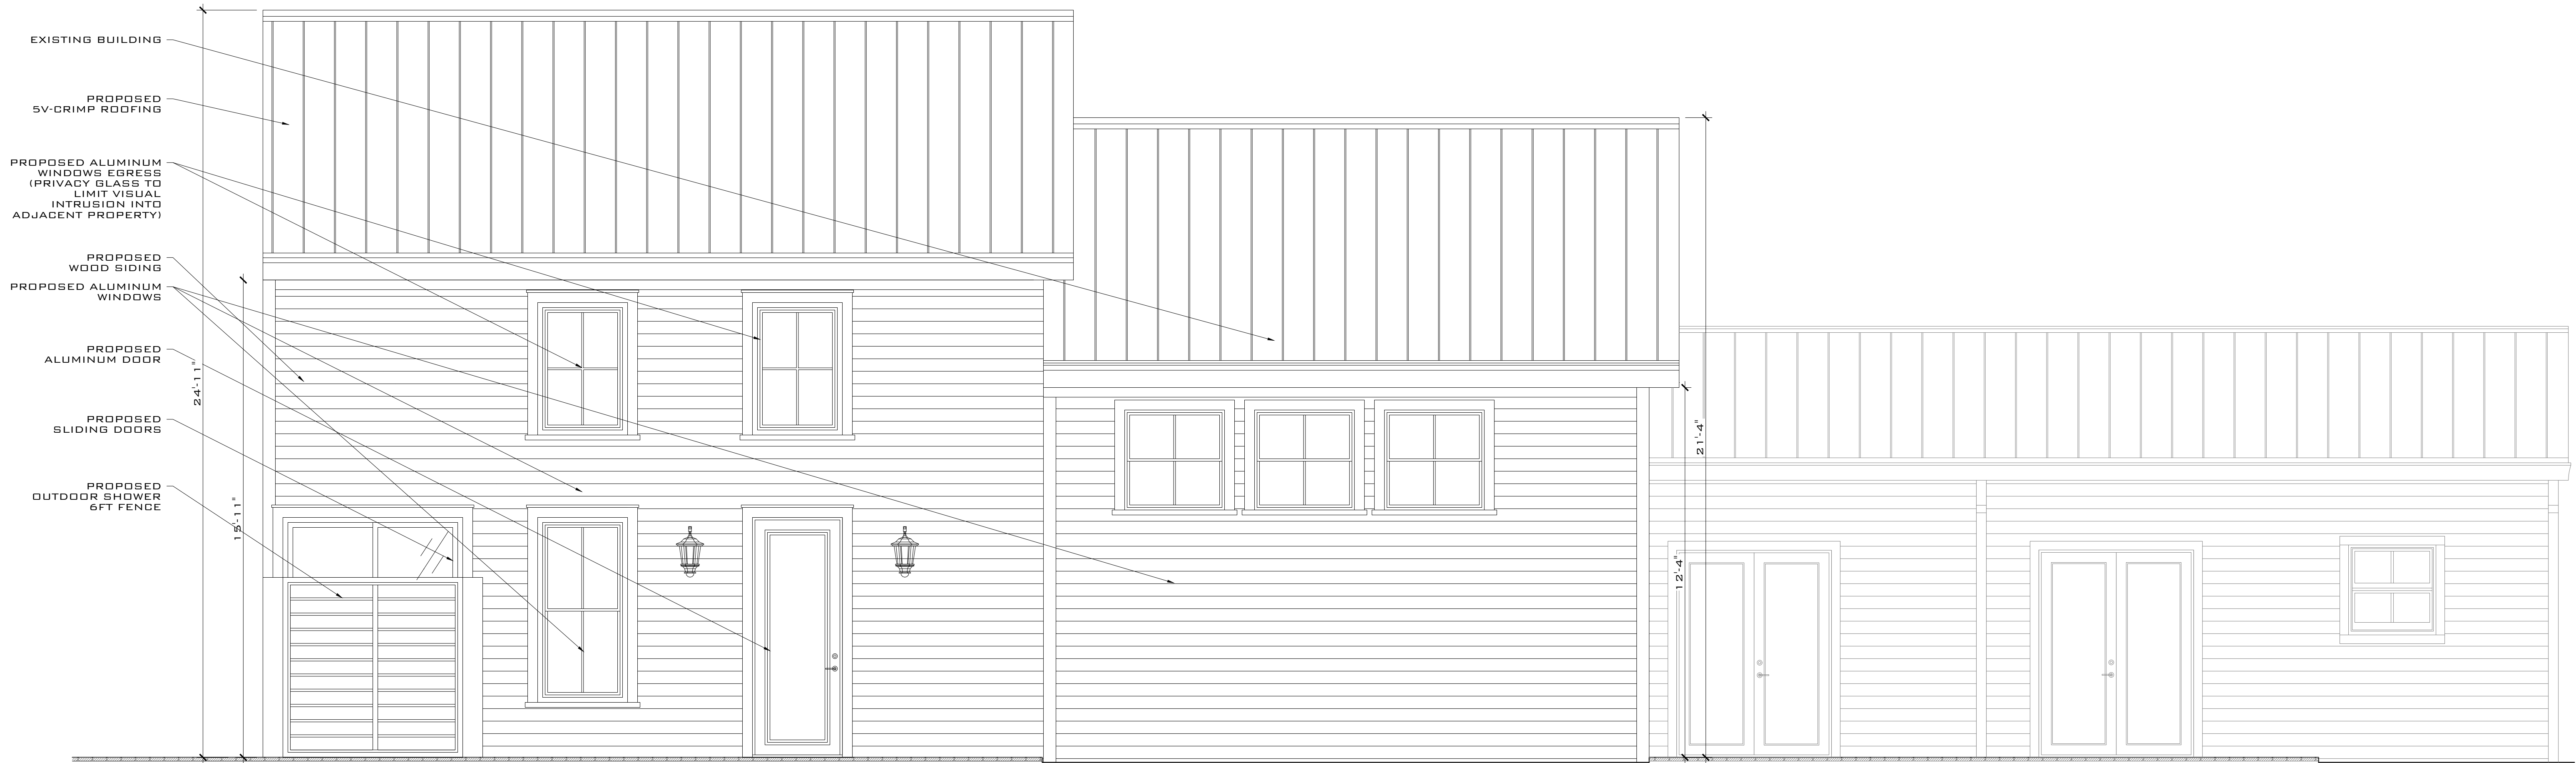 EXISTING BUILDING
PROPOSED
5V-CRIMP ROOFING
PROPOSED ALUMINUM
WINDOWS EGRESS
(PRIVACY GLASS TO
LIMIT VISUAL
INTRUSION INTO
ADJACENT PROPERTY)
PROPOSED
WOOD SIDING
PROPOSED ALUMINUM
WINDOWS
PROPOSED
ALUMINUM DOOR
PROPOSED
SLIDING DOORS
PROPOSED
OUTDOOR SHOWER
6FT FENCE
24'-11"
15'-11"
21'-4"
12'-4"